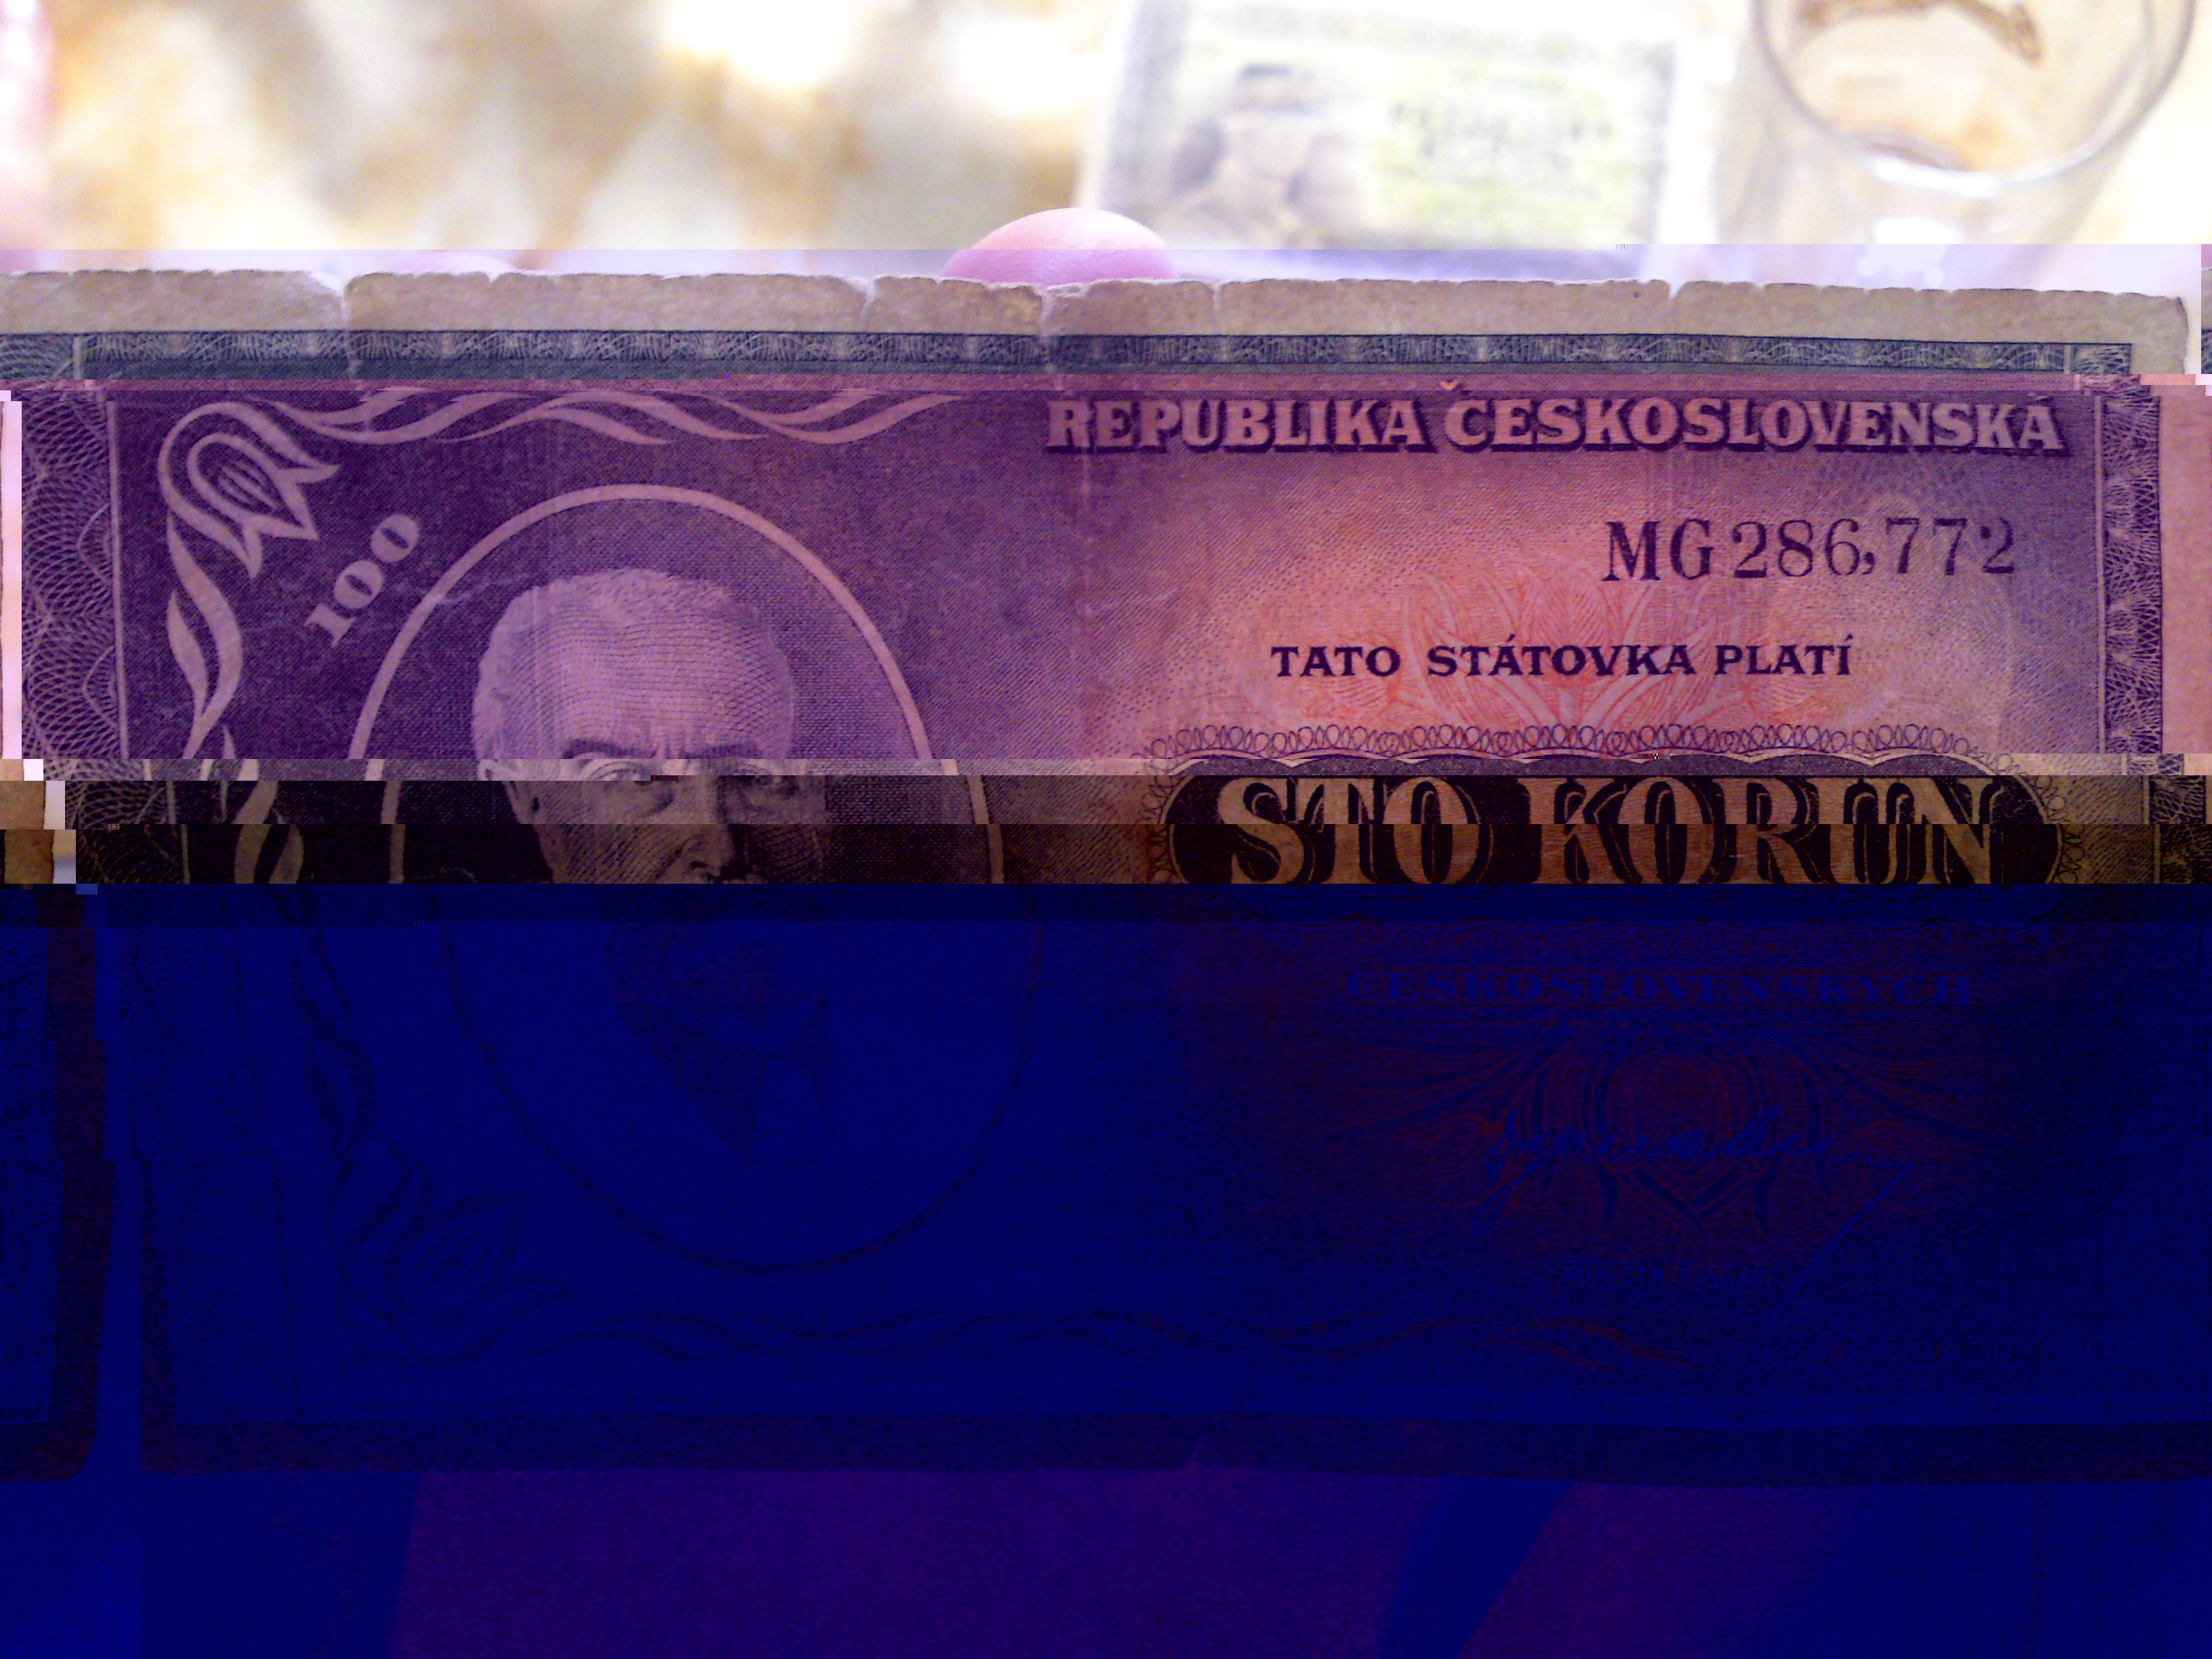 REPUBLIKA ČESKOSLOVENSKÁ
100
MG 286,772
TATO STÁTOVKA PLATÍ
STO KORUN
ČESKOSLOVENSKÝCH